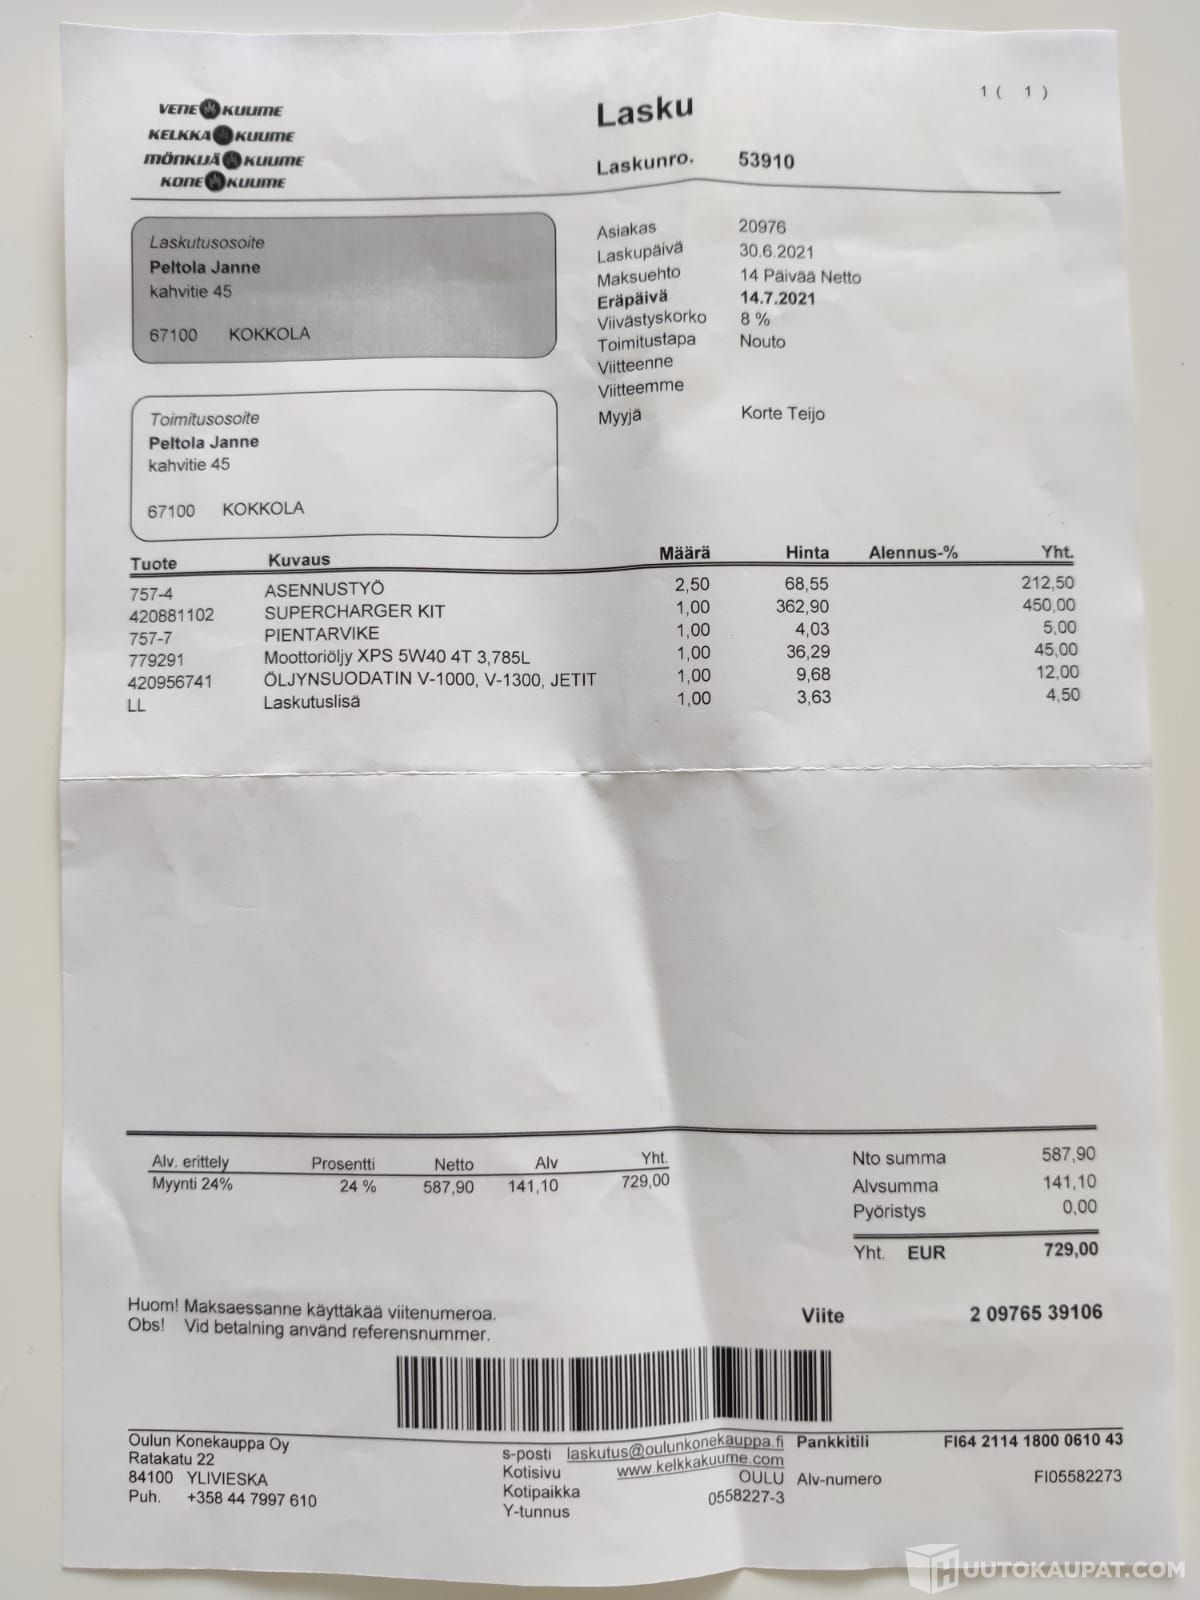 VENE KUUME
KELKKA KUUME
MÖNKIJÄ KUUME
KONE KUUME
Lasku
1 ( 1 )
Laskunro. 53910
Laskutusosoite
Peltola Janne
kahvitie 45
67100 KOKKOLA
Toimitusosoite
Peltola Janne
kahvitie 45
67100 KOKKOLA
Asiakas 20976
Laskupäivä 30.6.2021
Maksuehto 14 Päivää Netto
Eräpäivä 14.7.2021
Viivästyskorko 8 %
Toimitustapa Nouto
Viitteenne
Viitteemme
Myyjä Korte Teijo
Tuote Kuvaus Määrä Hinta Alennus-% Yht.
757-4 ASENNUSTYÖ 2,50 68,55 212,50
420881102 SUPERCHARGER KIT 1,00 362,90 450,00
757-7 PIENTARVIKE 1,00 4,03 5,00
779291 Moottoriöljy XPS 5W40 4T 3,785L 1,00 36,29 45,00
420956741 ÖLJYNSUODATIN V-1000, V-1300, JETIT 1,00 9,68 12,00
LL Laskutuslisä 1,00 3,63 4,50
Alv. erittely Prosentti Netto Alv Yht.
Myynti 24% 24 % 587,90 141,10 729,00
Nto summa 587,90
Alvsumma 141,10
Pyöristys 0,00
Yht. EUR 729,00
Huom! Maksaessanne käyttäkää viitenumeroa.
Obs! Vid betalning använd referensnummer.
Viite 2 09765 39106
Oulun Konekauppa Oy
Ratakatu 22
84100 YLIVIESKA
Puh. +358 44 7997 610
s-posti laskutus@oulunkonekauppa.fi
Kotisivu www.kelkkakuume.com
Kotipaikka OULU
Y-tunnus 0558227-3
Pankkitili FI64 2114 1800 0610 43
Alv-numero FI05582273
HUUTOKAUPAT.COM